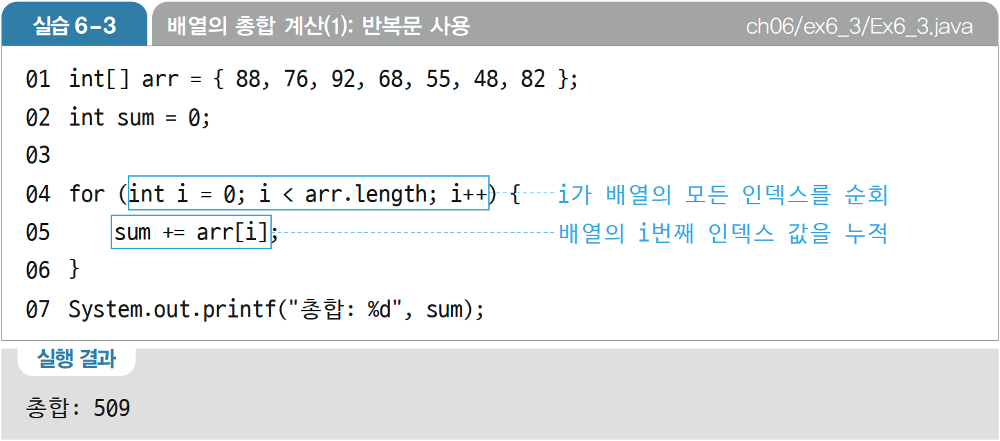 실습 6-3 배열의 총합 계산(1): 반복문 사용 ch06/ex6_3/Ex6_3.java
01 int[] arr = { 88, 76, 92, 68, 55, 48, 82 };
02 int sum = 0;
03
04 for (int i = 0; i < arr.length; i++) { i가 배열의 모든 인덱스를 순회
05 sum += arr[i]; 배열의 i번째 인덱스 값을 누적
06 }
07 System.out.printf("총합: %d", sum);
실행 결과
총합: 509